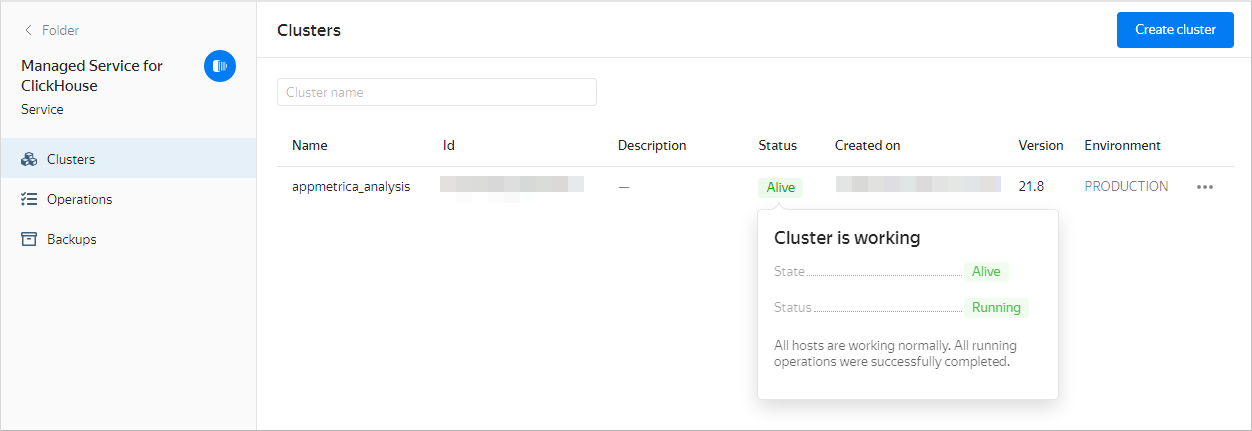 Folder
Managed Service for
ClickHouse
Service
Clusters
Operations
Backups
Clusters
Create cluster
Cluster name
Name Id Description Status Created on Version Environment
appmetrica_analysis — Alive 21.8 PRODUCTION
Cluster is working
State Alive
Status Running
All hosts are working normally. All running
operations were successfully completed.